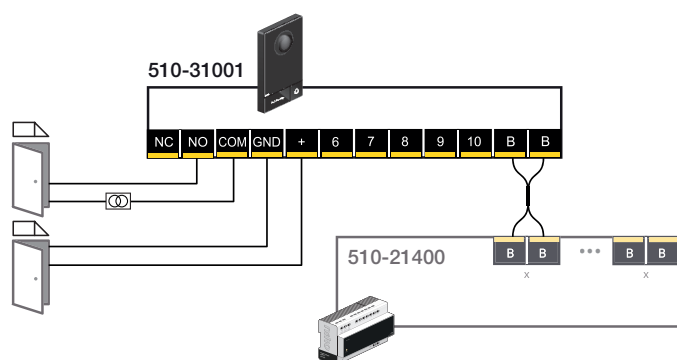 510-31001
NC NO COM GND + 6 7 8 9 10 B B
510-21400
B B ••• B B
x x